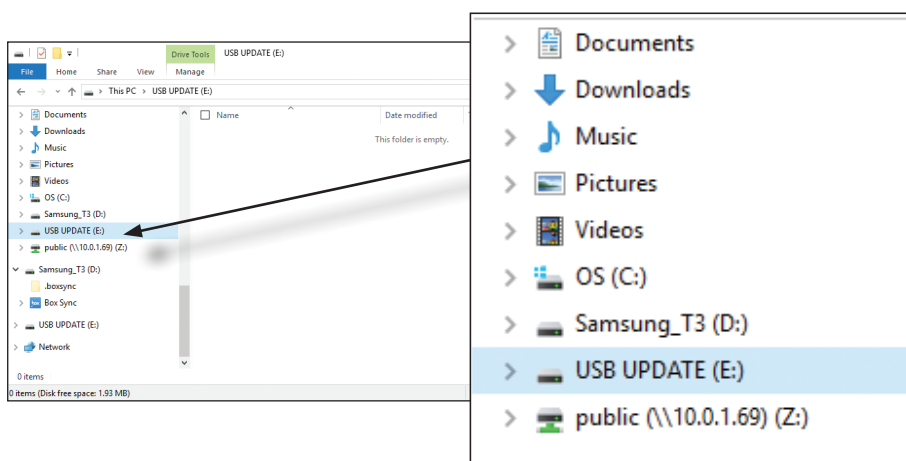 Drive Tools USB UPDATE (E:)
File Home Share View Manage
This PC > USB UPDATE (E:)
Documents
Downloads
Music
Pictures
Videos
OS (C:)
Samsung_T3 (D:)
USB UPDATE (E:)
public (\\10.0.1.69) (Z:)
Samsung_T3 (D:)
.boxsync
Box Sync
USB UPDATE (E:)
Network
Name Date modified
This folder is empty.
0 items
0 items (Disk free space: 1.93 MB)
Documents
Downloads
Music
Pictures
Videos
OS (C:)
Samsung_T3 (D:)
USB UPDATE (E:)
public (\\10.0.1.69) (Z:)